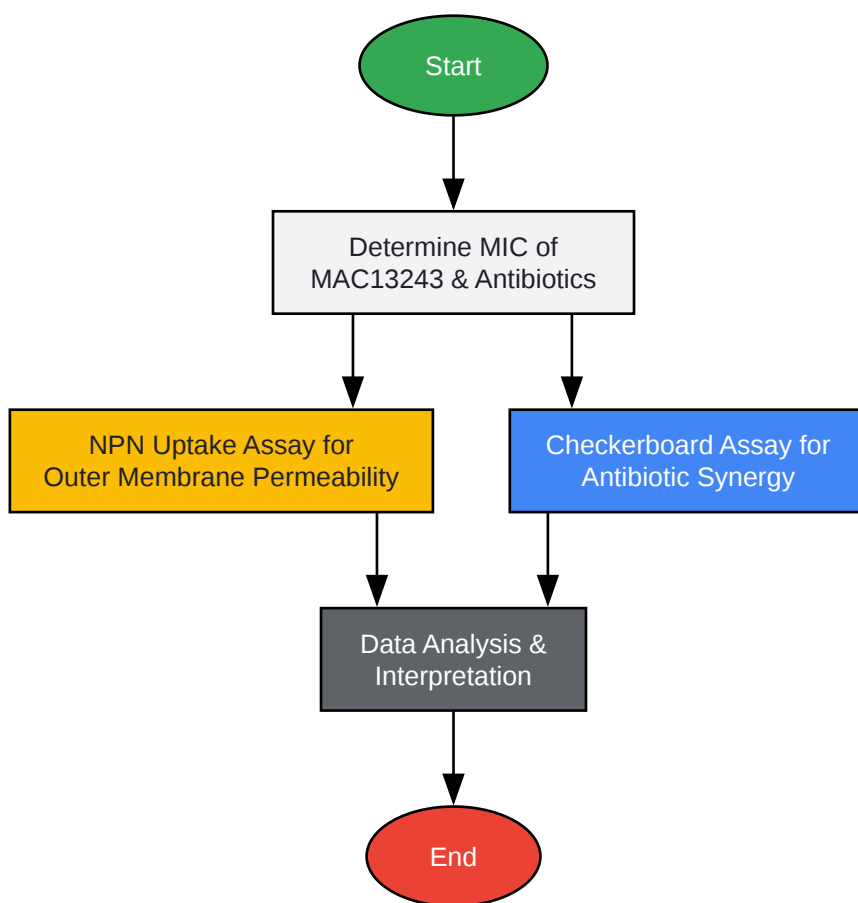 Start
Determine MIC of
MAC13243 & Antibiotics
NPN Uptake Assay for
Outer Membrane Permeability
Checkerboard Assay for
Antibiotic Synergy
Data Analysis &
Interpretation
End